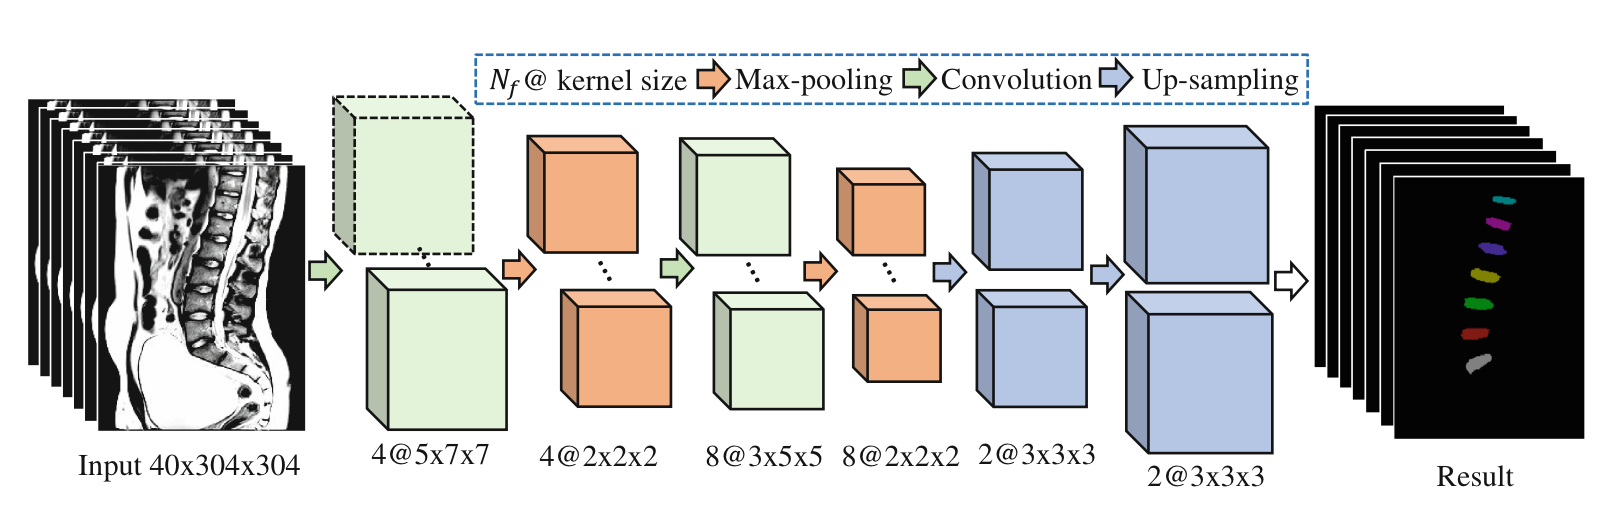 N_f@ kernel size Max-pooling Convolution Up-sampling
Input 40x304x304
4@5x7x7
4@2x2x2
8@3x5x5
8@2x2x2
2@3x3x3
2@3x3x3
Result